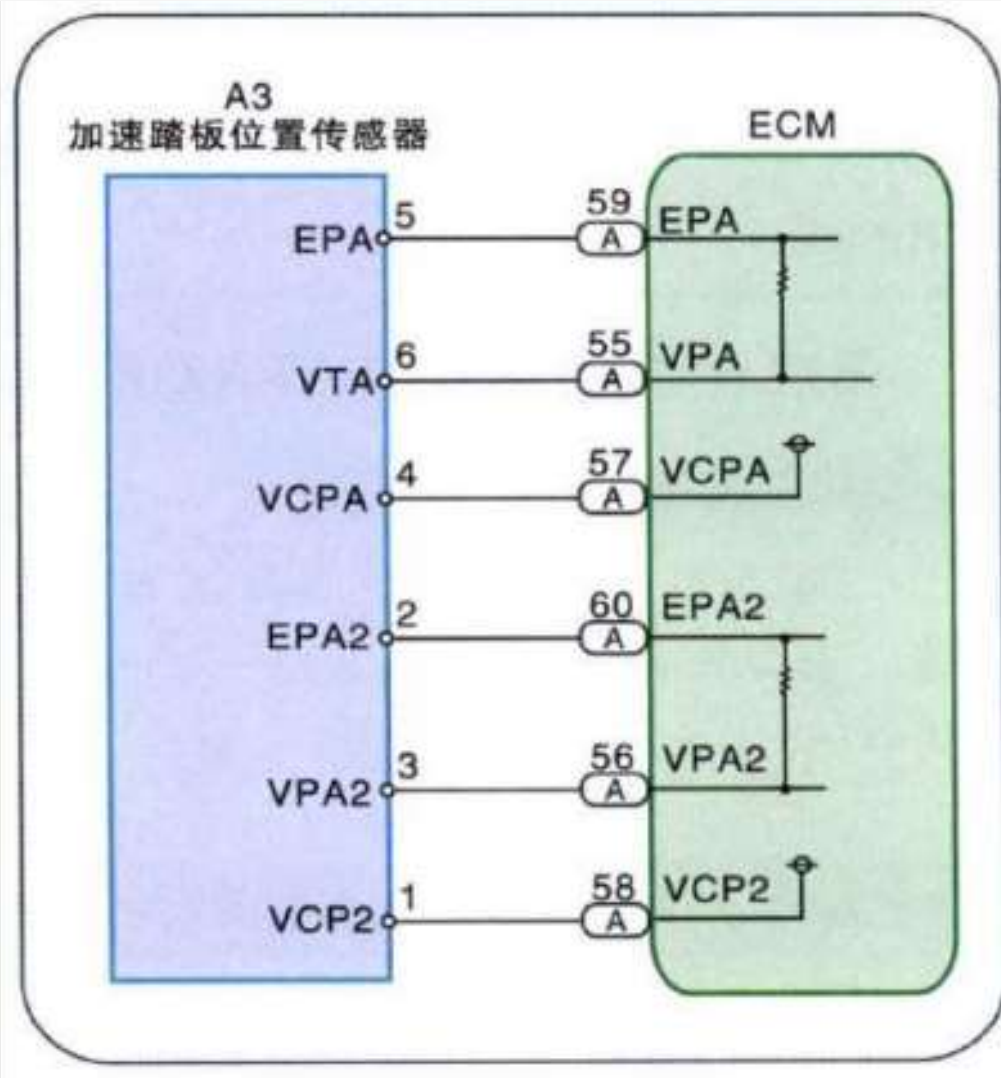 A3
加速踏板位置传感器
ECM
EPA 5 59 A EPA
VTA 6 55 A VPA
VCPA 4 57 A VCPA
EPA2 2 60 A EPA2
VPA2 3 56 A VPA2
VCP2 1 58 A VCP2